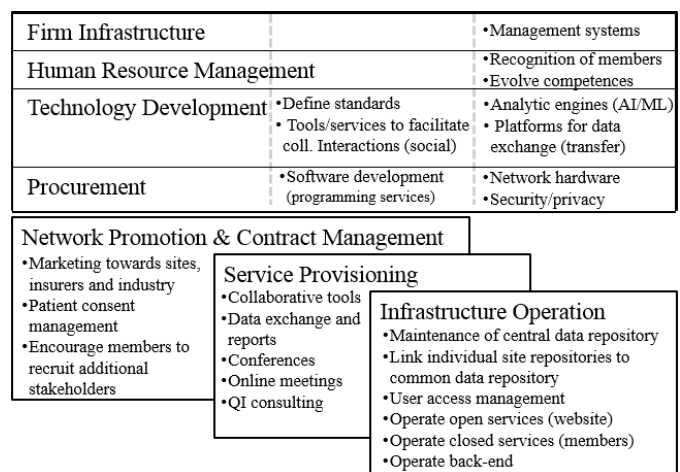 Firm Infrastructure
•Management systems
Human Resource Management
•Recognition of members
•Evolve competences
Technology Development
•Define standards
• Tools/services to facilitate
coll. Interactions (social)
•Analytic engines (AI/ML)
• Platforms for data
exchange (transfer)
Procurement
•Software development
(programming services)
•Network hardware
•Security/privacy
Network Promotion & Contract Management
•Marketing towards sites,
insurers and industry
•Patient consent
management
•Encourage members to
recruit additional
stakeholders
Service Provisioning
•Collaborative tools
•Data exchange and
reports
•Conferences
•Online meetings
•QI consulting
Infrastructure Operation
•Maintenance of central data repository
•Link individual site repositories to
common data repository
•User access management
•Operate open services (website)
•Operate closed services (members)
•Operate back-end